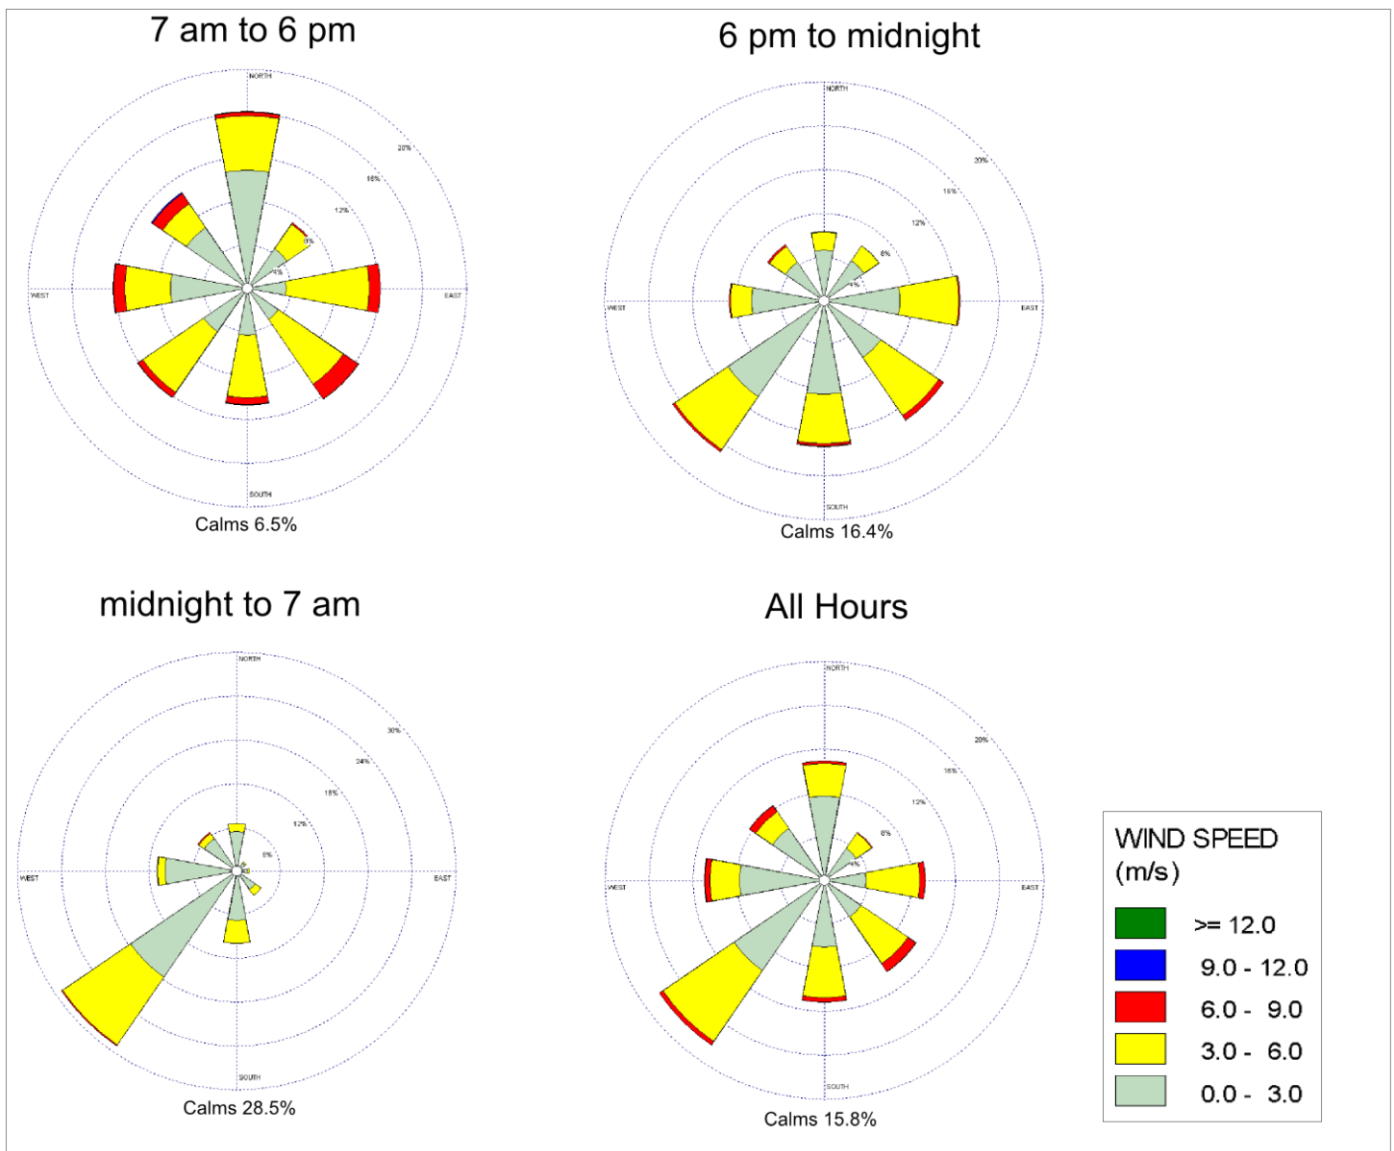 7 am to 6 pm
NORTH
20%
16%
12%
8%
4%
WEST
EAST
SOUTH
Calms 6.5%
6 pm to midnight
NORTH
20%
16%
12%
8%
4%
WEST
EAST
SOUTH
Calms 16.4%
midnight to 7 am
NORTH
30%
24%
18%
12%
6%
WEST
EAST
SOUTH
Calms 28.5%
All Hours
NORTH
20%
16%
12%
8%
4%
WEST
EAST
SOUTH
Calms 15.8%
WIND SPEED
(m/s)
>= 12.0
9.0 - 12.0
6.0 - 9.0
3.0 - 6.0
0.0 - 3.0